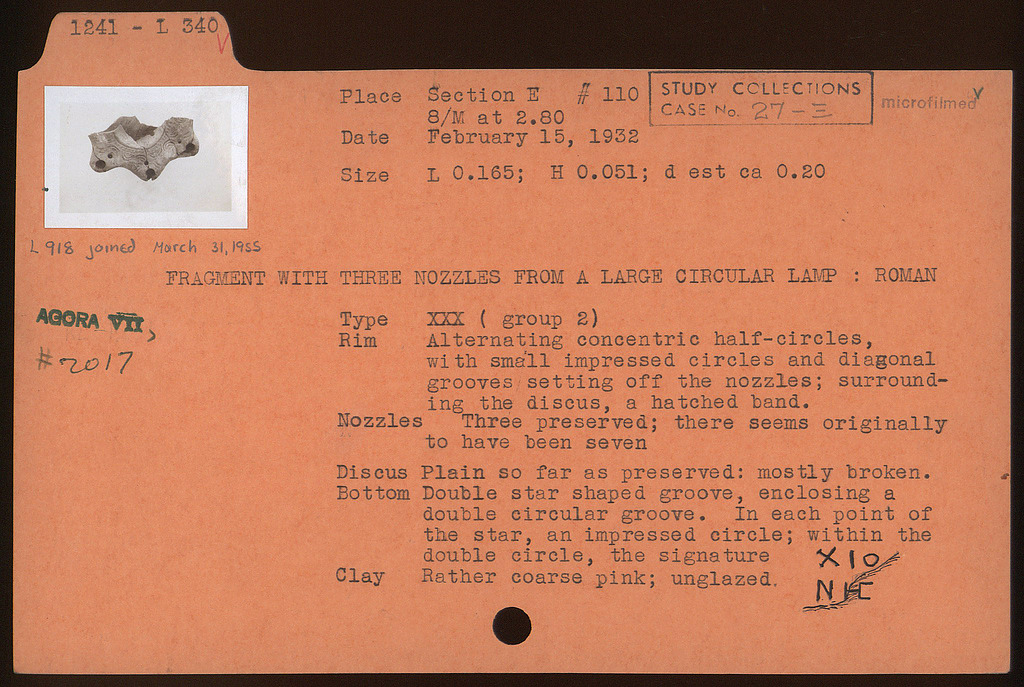 1241 - L 340
Place Section E # 110
8/M at 2.80
STUDY COLLECTIONS
CASE No. 27-Ξ
microfilmed
Date February 15, 1932
Size L 0.165; H 0.051; d est ca 0.20
L 918 joined March 31, 1955
FRAGMENT WITH THREE NOZZLES FROM A LARGE CIRCULAR LAMP : ROMAN
AGORA VII,
# 2017
Type XXX ( group 2)
Rim Alternating concentric half-circles,
with small impressed circles and diagonal
grooves setting off the nozzles; surround-
ing the discus, a hatched band.
Nozzles Three preserved; there seems originally
to have been seven
Discus Plain so far as preserved: mostly broken.
Bottom Double star shaped groove, enclosing a
double circular groove. In each point of
the star, an impressed circle; within the
double circle, the signature ΧΙΟ
ΝΗC
Clay Rather coarse pink; unglazed.